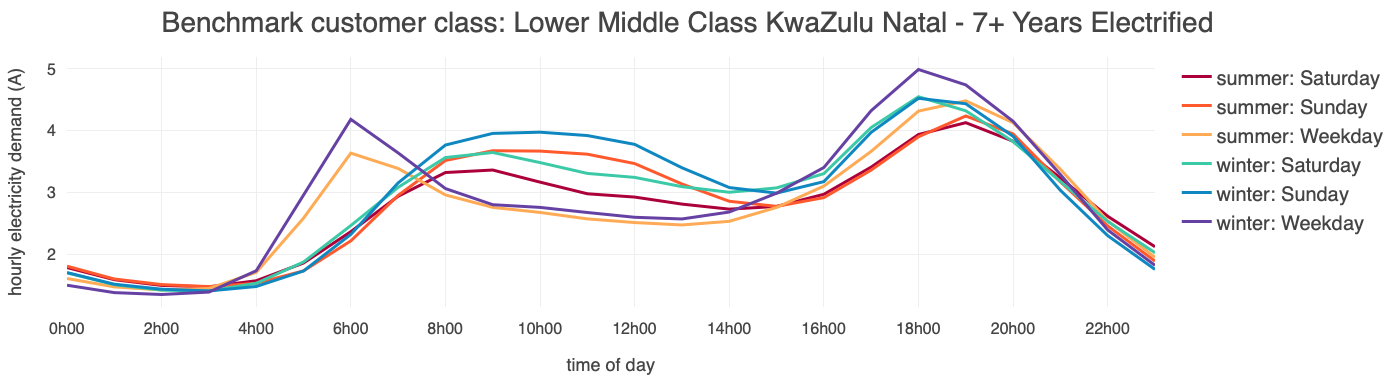 Benchmark customer class: Lower Middle Class KwaZulu Natal - 7+ Years Electrified
hourly electricity demand (A)
5
4
3
2
0h00 2h00 4h00 6h00 8h00 10h00 12h00 14h00 16h00 18h00 20h00 22h00
time of day
summer: Saturday
summer: Sunday
summer: Weekday
winter: Saturday
winter: Sunday
winter: Weekday